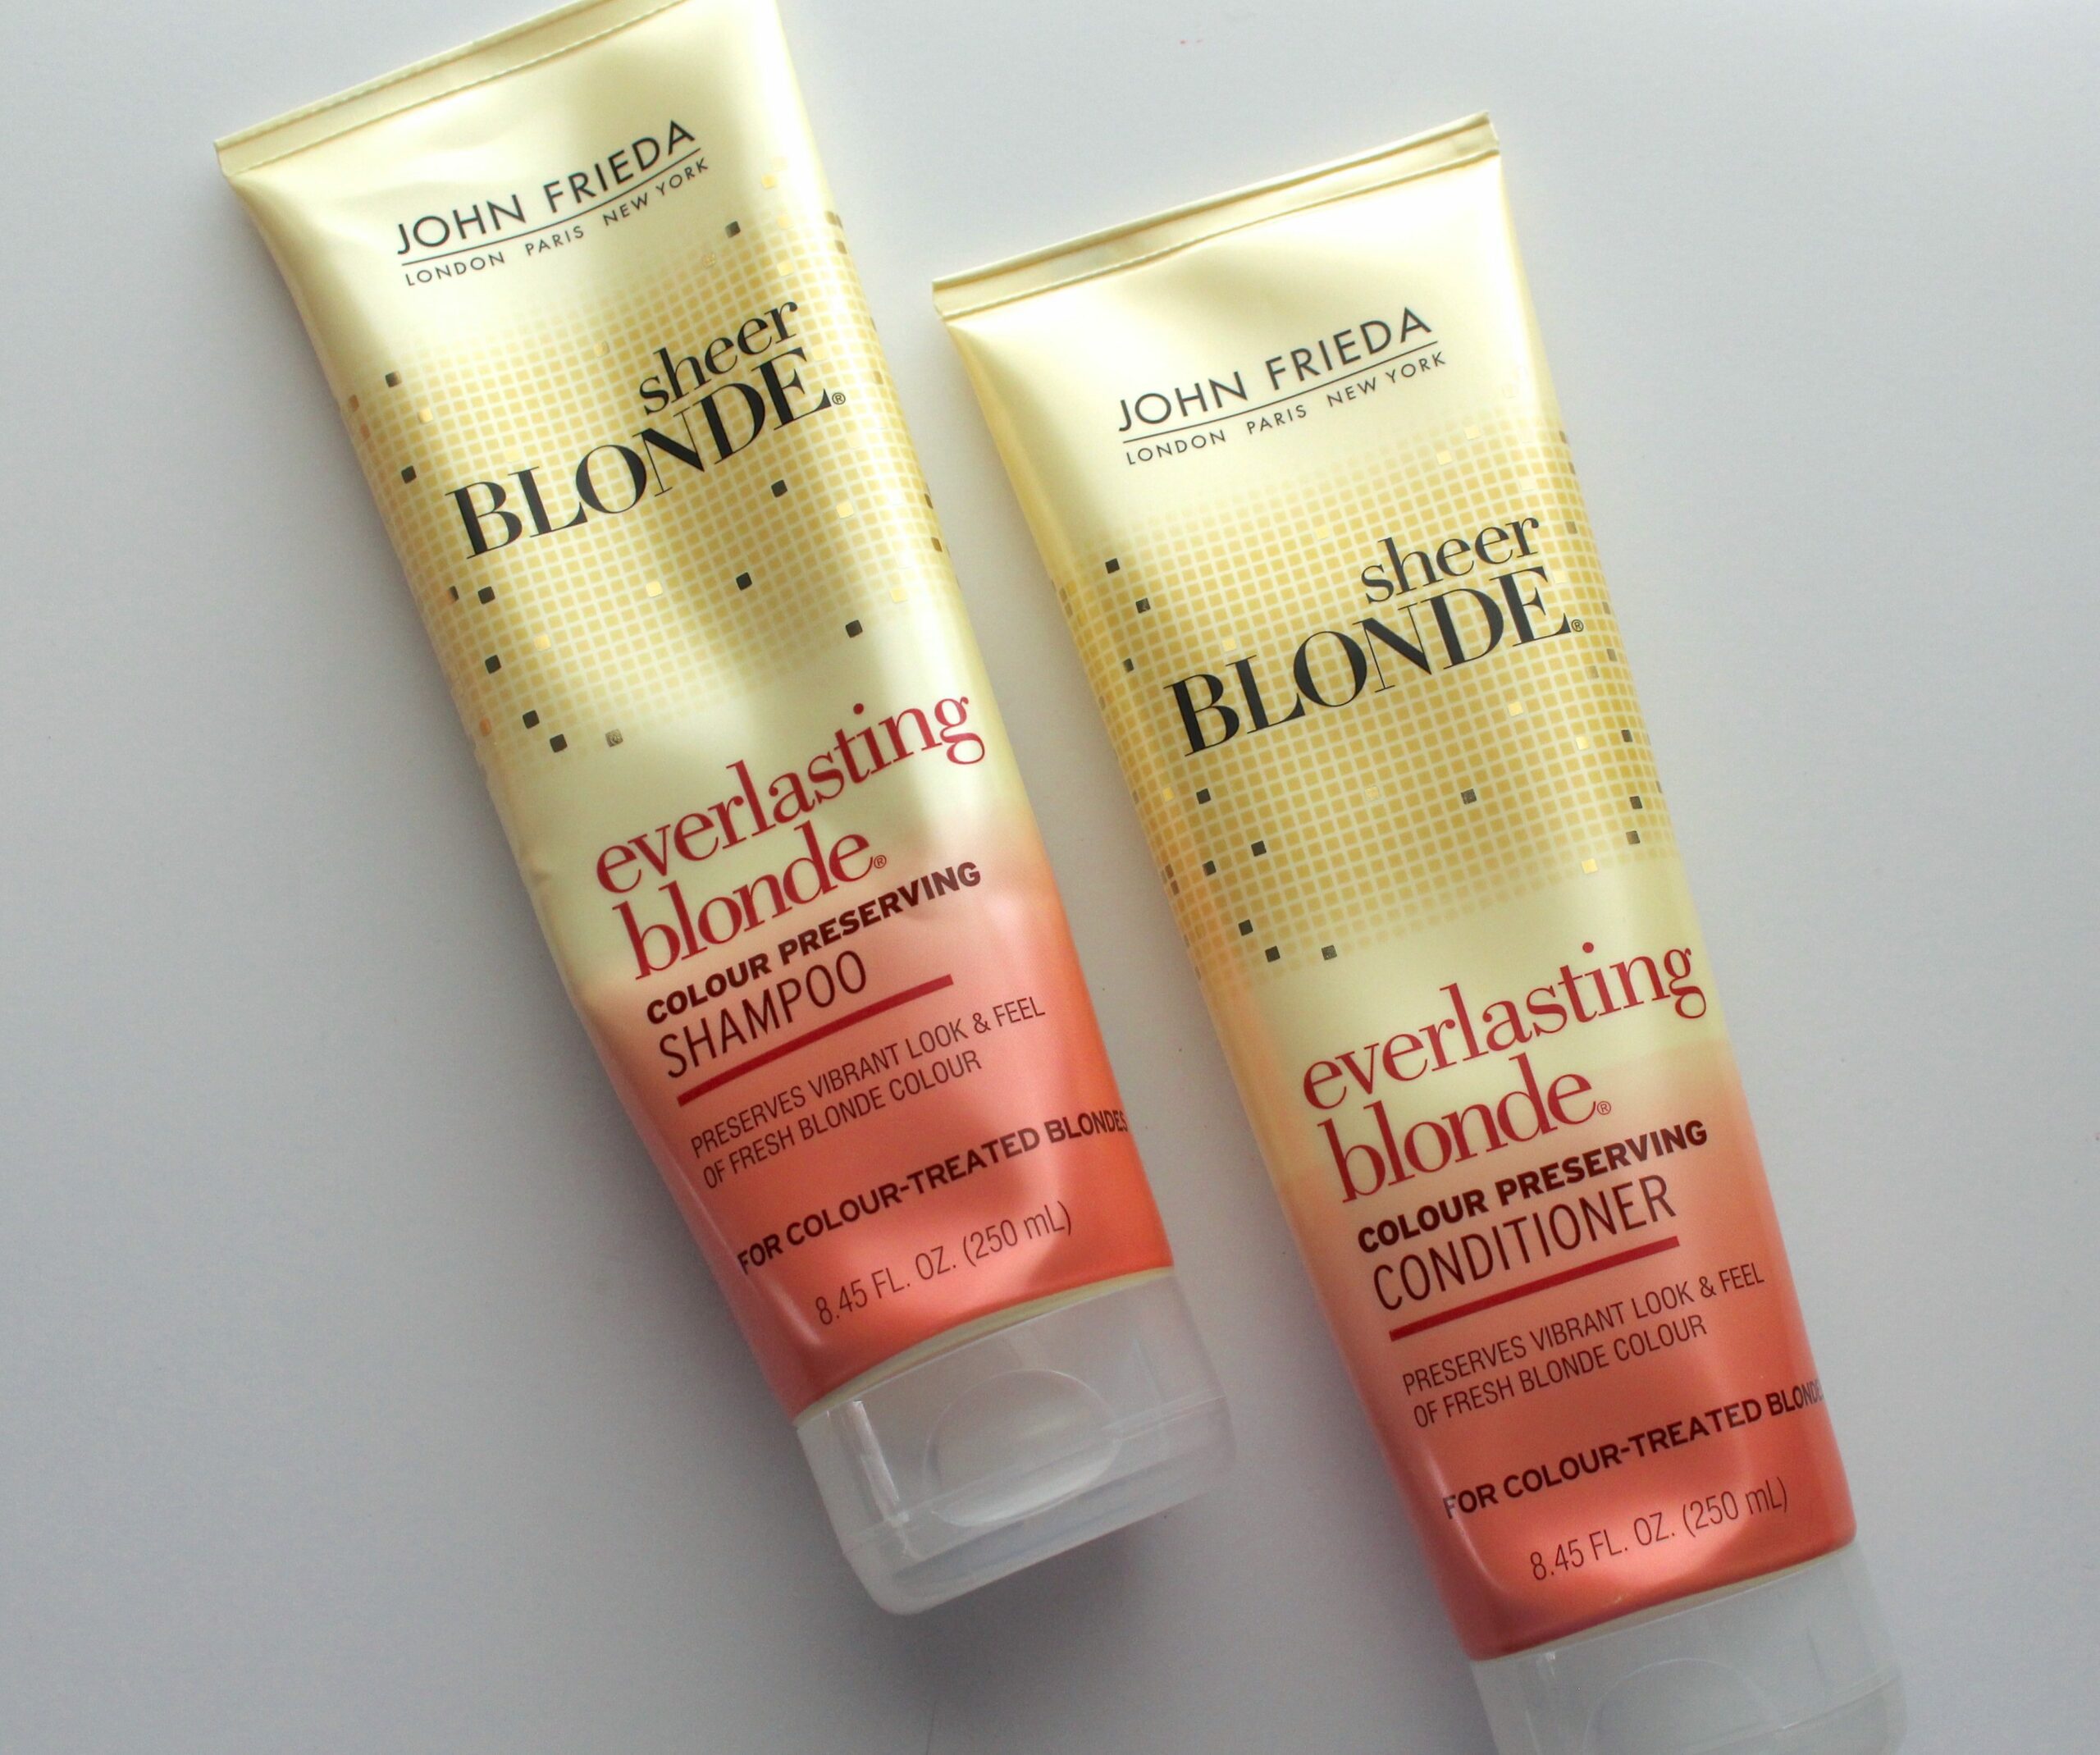 JOHN FRIEDA
LONDON PARIS NEW YORK
sheer
BLONDE®
everlasting
blonde®
COLOUR PRESERVING
SHAMPOO
PRESERVES VIBRANT LOOK & FEEL
OF FRESH BLONDE COLOUR
FOR COLOUR-TREATED BLONDES
8.45 FL. OZ. (250 mL)
JOHN FRIEDA
LONDON PARIS NEW YORK
sheer
BLONDE®
everlasting
blonde®
COLOUR PRESERVING
CONDITIONER
PRESERVES VIBRANT LOOK & FEEL
OF FRESH BLONDE COLOUR
FOR COLOUR-TREATED BLONDE
8.45 FL. OZ. (250 mL)